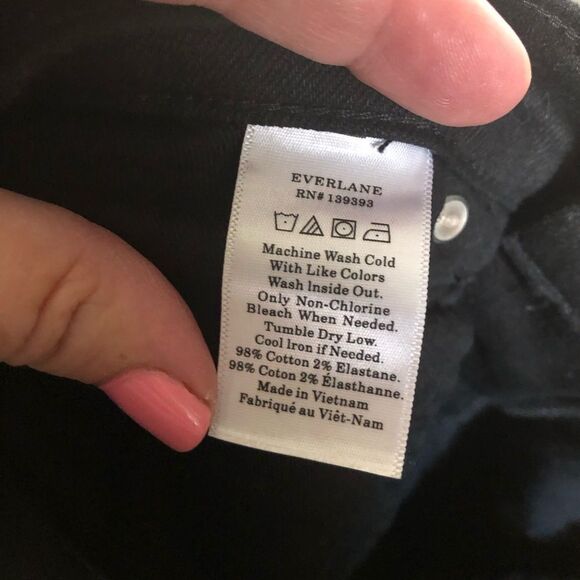 EVERLANE
RN# 139393
Machine Wash Cold
With Like Colors
Wash Inside Out.
Only Non-Chlorine
Bleach When Needed.
Tumble Dry Low.
Cool Iron if Needed.
98% Cotton 2% Elastane.
98% Coton 2% Élasthanne.
Made in Vietnam
Fabriqué au Viêt-Nam